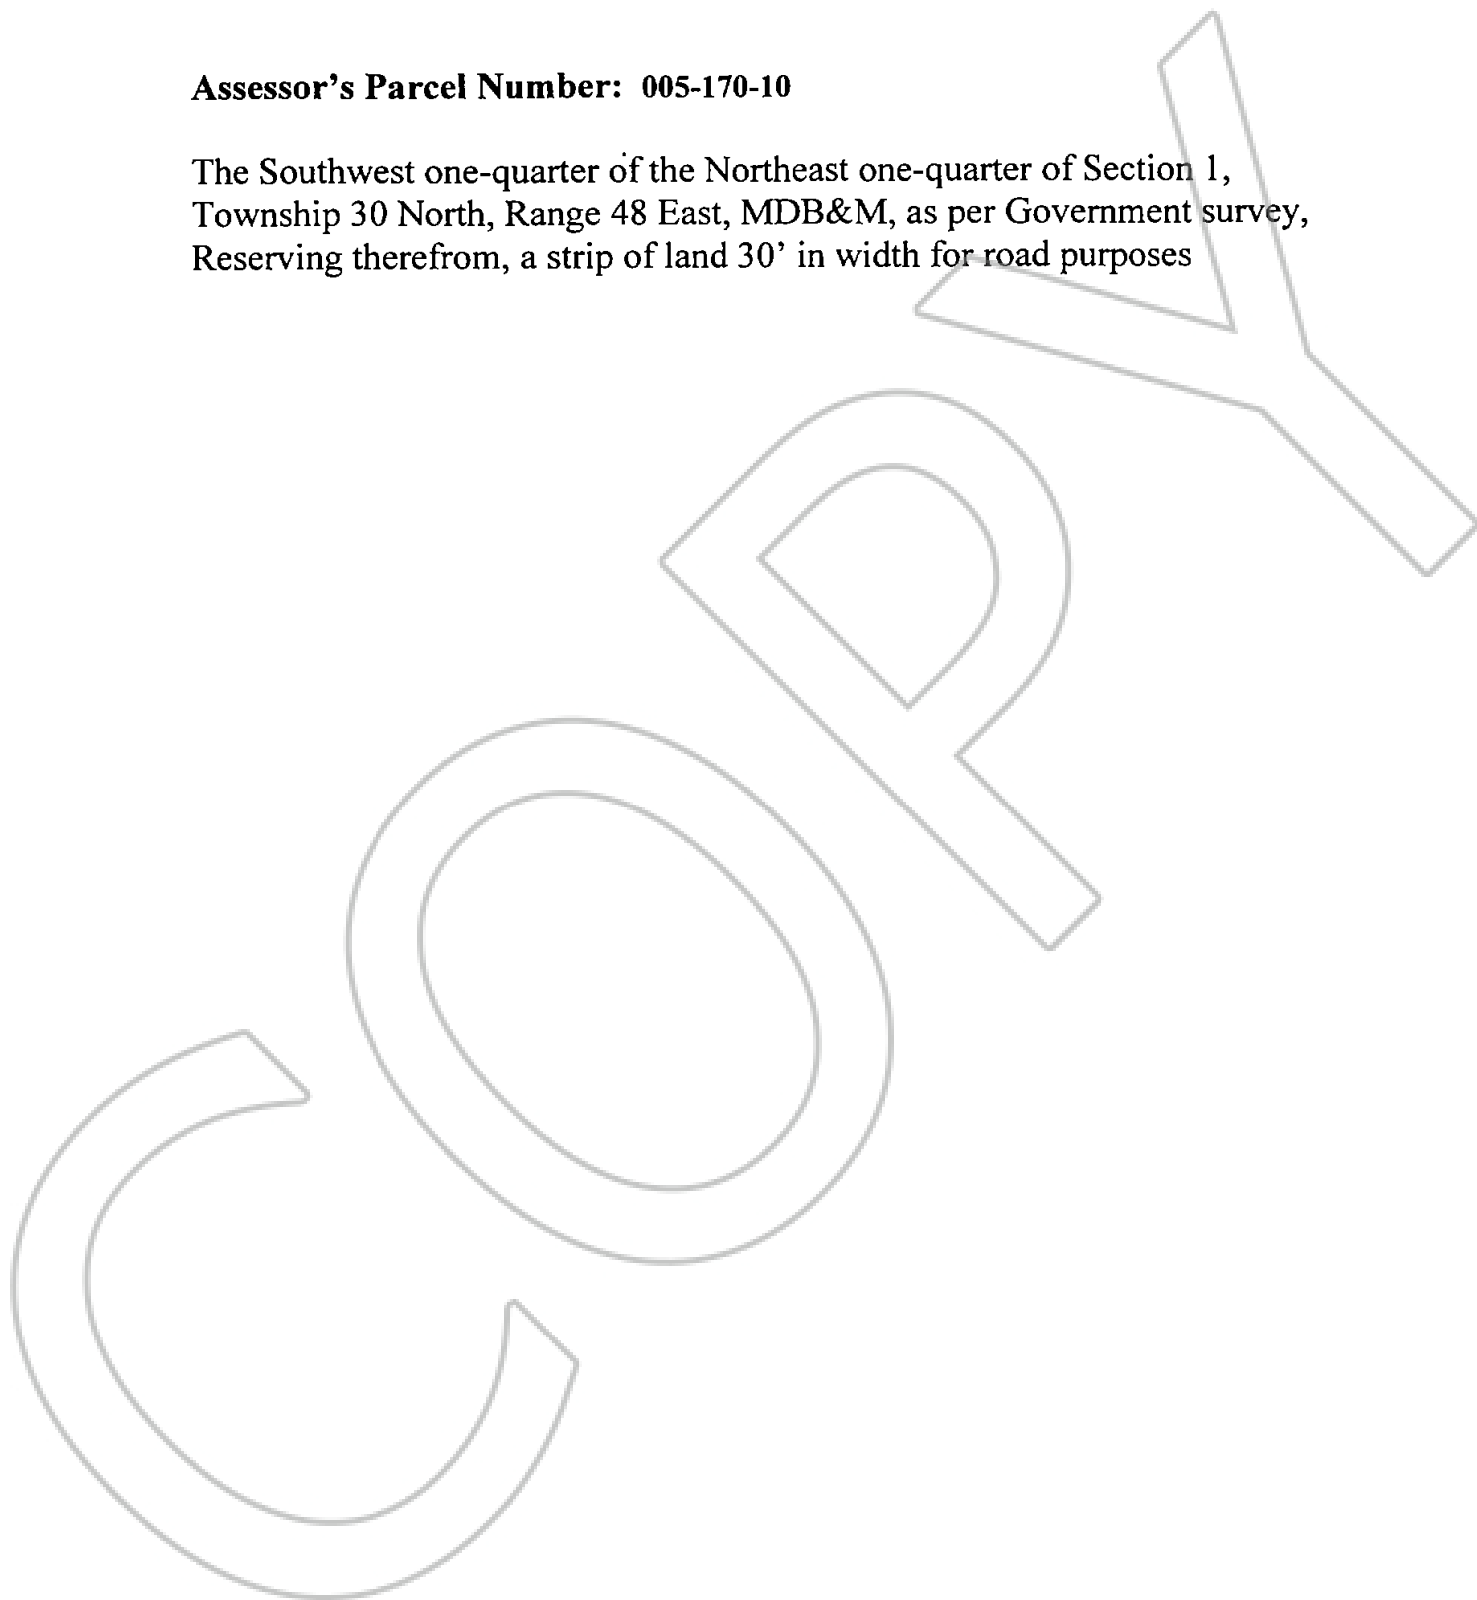 Assessor's Parcel Number: 005-170-10
The Southwest one-quarter of the Northeast one-quarter of Section 1,
Township 30 North, Range 48 East, MDB&M, as per Government survey,
Reserving therefrom, a strip of land 30' in width for road purposes
COPY